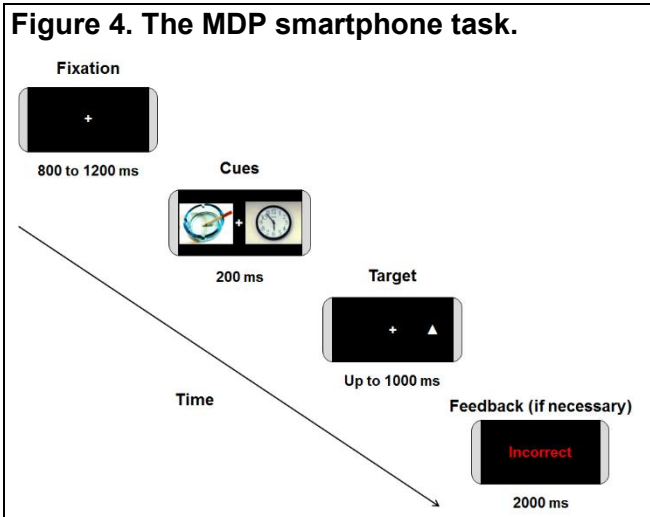 Figure 4. The MDP smartphone task.
Fixation
+
800 to 1200 ms
Cues
+
200 ms
Target
+
Up to 1000 ms
Time
Feedback (if necessary)
Incorrect
2000 ms